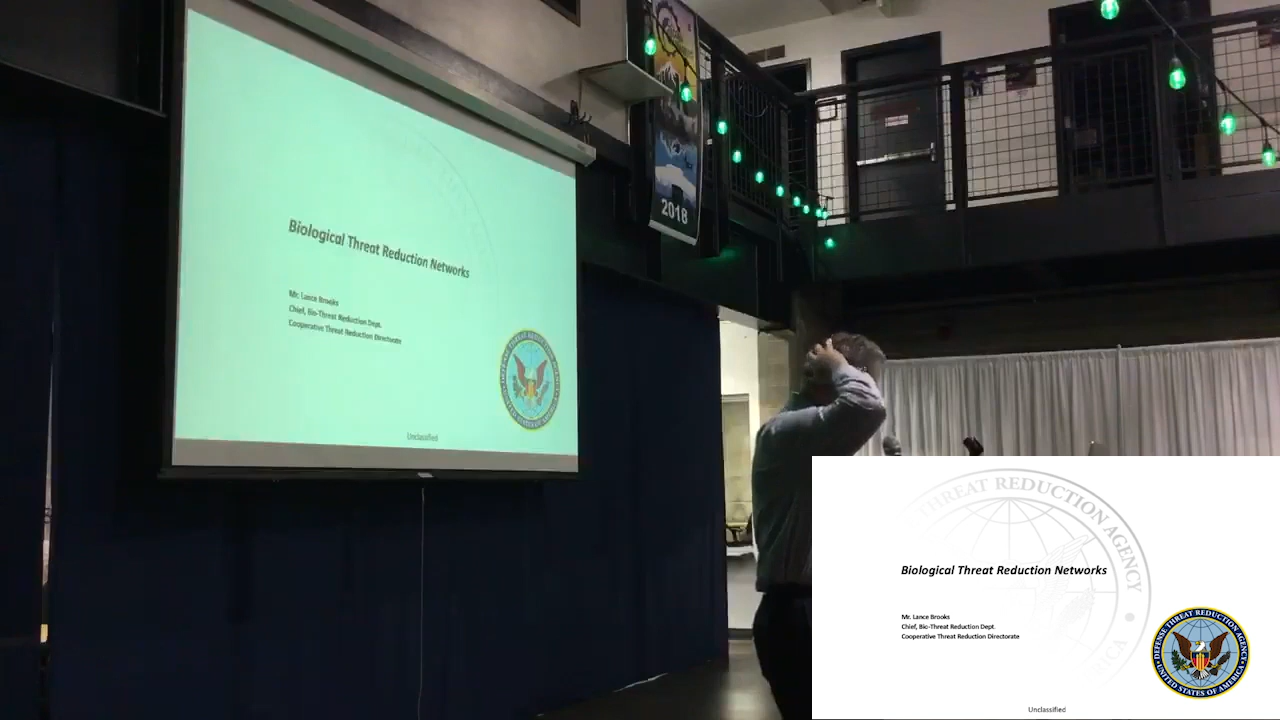 Biological Threat Reduction Networks
Mr. Lance Brooks
Chief, Bio-Threat Reduction Dept.
Cooperative Threat Reduction Directorate
Unclassified
2018
THREAT REDUCTION AGENCY
Biological Threat Reduction Networks
Mr. Lance Brooks
Chief, Bio-Threat Reduction Dept.
Cooperative Threat Reduction Directorate
DEFENSE THREAT REDUCTION AGENCY
UNITED STATES OF AMERICA
Unclassified